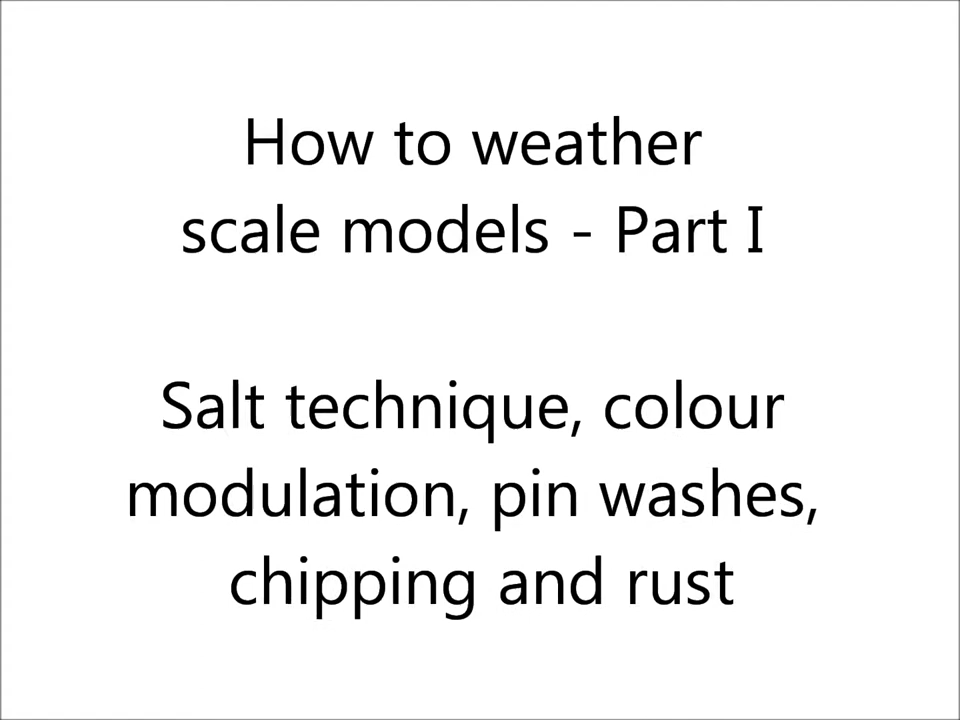 How to weather
scale models - Part I
Salt technique, colour
modulation, pin washes,
chipping and rust